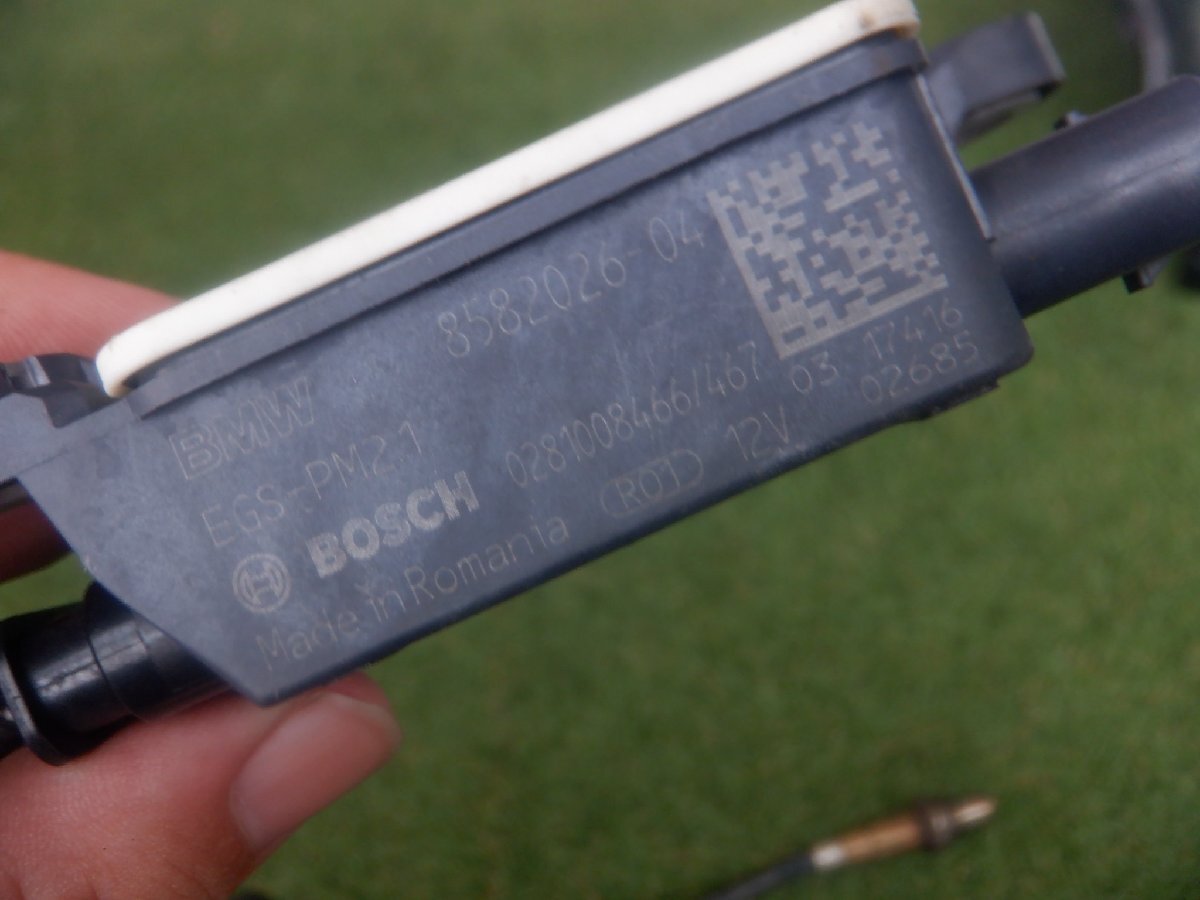 8582026-04
BMW
EGS-PM2.1
BOSCH 0281008466/467 03 17416
Made in Romania (R01) 12V 02685